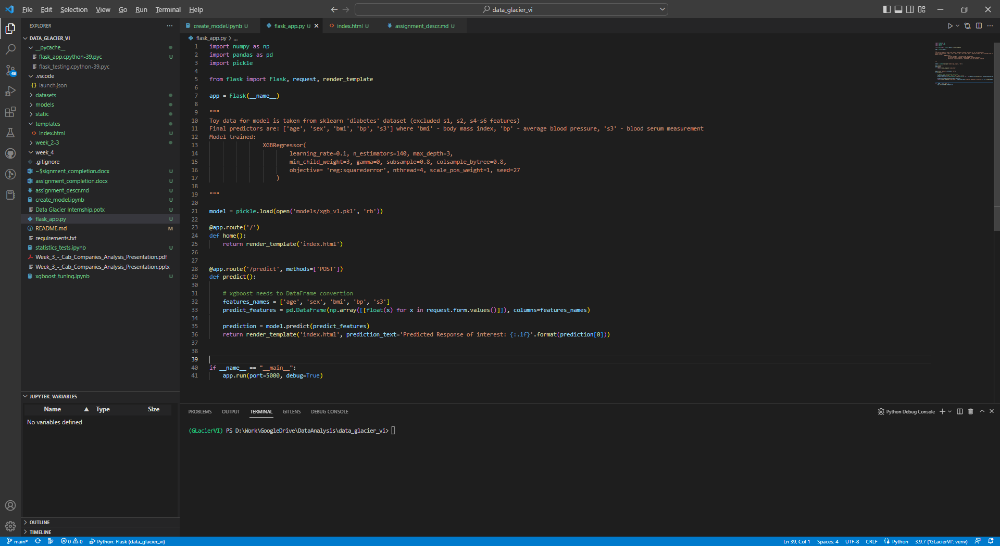 File Edit Selection View Go Run Terminal Help
data_glacier_vi
EXPLORER
DATA_GLACIER_VI
__pycache__
flask_app.cpython-39.pyc U
flask_testing.cpython-39.pyc
.vscode
launch.json
datasets
models
static
templates
index.html U
week_2-3
week_4
.gitignore
~$signment_completion.docx U
assignment_completion.docx U
assignment_descr.md U
create_model.ipynb U
Data Glacier Internship.potx U
flask_app.py U
README.md M
requirements.txt
statistics_tests.ipynb U
Week_3_-_Cab_Companies_Analysis_Presentation.pdf
Week_3_-_Cab_Companies_Analysis_Presentation.pptx
xgboost_tuning.ipynb U
48
JUPYTER: VARIABLES
Name Type Size
No variables defined
OUTLINE
TIMELINE
create_model.ipynb U flask_app.py U index.html U assignment_descr.md U
flask_app.py > ...
1 import numpy as np
2 import pandas as pd
3 import pickle
4
5 from flask import Flask, request, render_template
6
7 app = Flask(__name__)
8
9 """
10 Toy data for model is taken from sklearn 'diabetes' dataset (excluded s1, s2, s4-s6 features)
11 Final predictors are: ['age', 'sex', 'bmi', 'bp', 's3'] where 'bmi' - body mass index, 'bp' - average blood pressure, 's3' - blood serum measurement
12 Model trained:
13 XGBRegressor(
14 learning_rate=0.1, n_estimators=140, max_depth=3,
15 min_child_weight=3, gamma=0, subsample=0.8, colsample_bytree=0.8,
16 objective= 'reg:squarederror', nthread=4, scale_pos_weight=1, seed=27
17 )
18
19 """
20
21 model = pickle.load(open('models/xgb_v1.pkl', 'rb'))
22
23 @app.route('/')
24 def home():
25 return render_template('index.html')
26
27
28 @app.route('/predict', methods=['POST'])
29 def predict():
30
31 # xgboost needs to DataFrame convertion
32 features_names = ['age', 'sex', 'bmi', 'bp', 's3']
33 predict_features = pd.DataFrame(np.array([[float(x) for x in request.form.values()]]), columns=features_names)
34
35 prediction = model.predict(predict_features)
36 return render_template('index.html', prediction_text='Predicted Response of interest: {:.1f}'.format(prediction[0]))
37
38
39
40 if __name__ == "__main__":
41 app.run(port=5000, debug=True)
PROBLEMS OUTPUT TERMINAL GITLENS DEBUG CONSOLE
Python Debug Console
(GLacierVI) PS D:\Work\GoogleDrive\DataAnalysis\data_glacier_vi>
main* 0 0 Python: Flask (data_glacier_vi)
Ln 39, Col 1 Spaces: 4 UTF-8 CRLF Python 3.9.7 ('GLacierVI': venv)